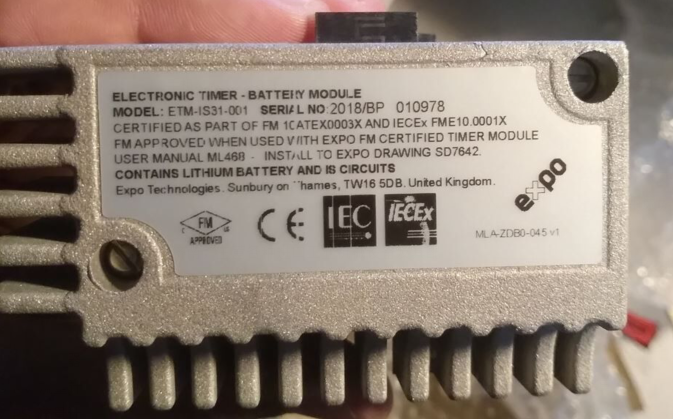 ELECTRONIC TIMER - BATTERY MODULE
MODEL: ETM-IS31-001 SERIAL NO: 2018/BP 010978
CERTIFIED AS PART OF FM 10ATEX0003X AND IECEx FME10.0001X
FM APPROVED WHEN USED WITH EXPO FM CERTIFIED TIMER MODULE
USER MANUAL ML468 - INSTALL TO EXPO DRAWING SD7642.
CONTAINS LITHIUM BATTERY AND IS CIRCUITS
Expo Technologies. Sunbury on Thames, TW16 5DB. United Kingdom.
expo
FM
C US
APPROVED
CE
IEC
IECEx
MLA-ZDB0-045 v1